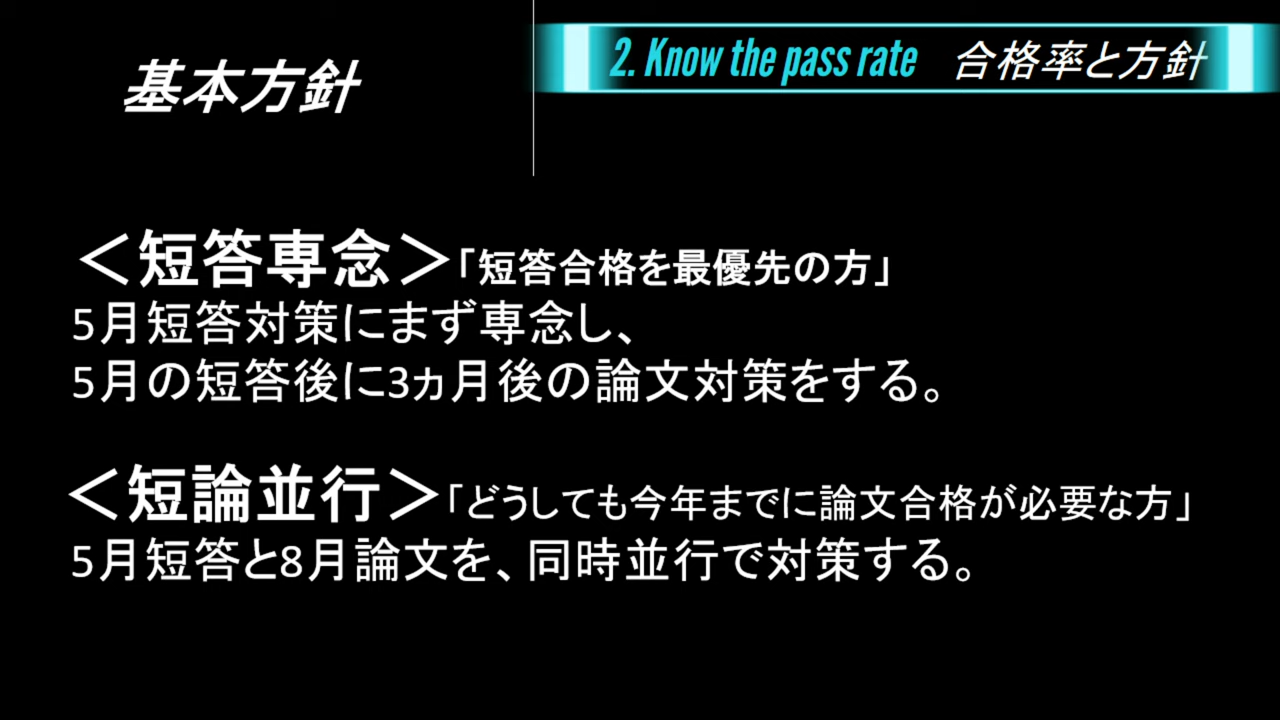 基本方針
2. Know the pass rate 合格率と方針
＜短答専念＞「短答合格を最優先の方」
5月短答対策にまず専念し、
5月の短答後に3ヵ月後の論文対策をする。
＜短論並行＞「どうしても今年までに論文合格が必要な方」
5月短答と8月論文を、同時並行で対策する。